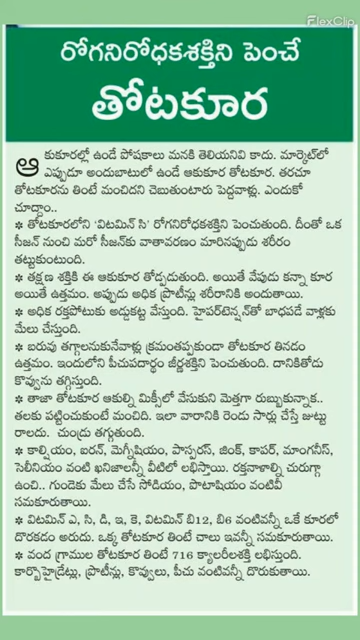 FlexClip
రోగనిరోధకశక్తిని పెంచే
తోటకూర
ఆకుకూరల్లో ఉండే పోషకాలు మనకి తెలియనివి కాదు. మార్కెట్‌లో
ఎప్పుడూ అందుబాటులో ఉండే ఆకుకూర తోటకూర. తరచూ
తోటకూరను తింటే మంచిదని చెబుతుంటారు పెద్దవాళ్లు. ఎందుకో
చూద్దాం..
* తోటకూరలోని 'విటమిన్ సి' రోగనిరోధకశక్తిని పెంచుతుంది. దీంతో ఒక
సీజన్ నుంచి మరో సీజన్‌కు వాతావరణం మారినప్పుడు శరీరం
తట్టుకుంటుంది.
* తక్షణ శక్తికి ఈ ఆకుకూర తోడ్పడుతుంది. అయితే వేపుడు కన్నా కూర
అయితే ఉత్తమం. అప్పుడు అధిక ప్రొటీన్లు శరీరానికి అందుతాయి.
* అధిక రక్తపోటుకు అడ్డుకట్ట వేస్తుంది. హైపర్‌టెన్షన్‌తో బాధపడే వాళ్లకు
మేలు చేస్తుంది.
* బరువు తగ్గాలనుకునేవాళ్లు క్రమంతప్పకుండా తోటకూర తినడం
ఉత్తమం. ఇందులోని పీచుపదార్థం జీర్ణశక్తిని పెంచుతుంది. దానికితోడు
కొవ్వును తగ్గిస్తుంది.
* తాజా తోటకూర ఆకుల్ని మిక్సీలో వేసుకుని మెత్తగా రుబ్బుకున్నాక..
తలకు పట్టించుకుంటే మంచిది. ఇలా వారానికి రెండు సార్లు చేస్తే జుట్టు
రాలదు. చుండ్రు తగ్గుతుంది.
* కాల్షియం, ఐరన్, మెగ్నీషియం, పాస్పరస్, జింక్, కాపర్, మాంగనీస్,
సెలీనియం వంటి ఖనిజాలన్నీ వీటిలో లభిస్తాయి. రక్తనాళాల్ని చురుగ్గా
ఉంచి.. గుండెకు మేలు చేసే సోడియం, పొటాషియం వంటివీ
సమకూరుతాయి.
* విటమిన్ ఎ, సి, డి, ఇ, కె, విటమిన్ బి12, బి6 వంటివన్నీ ఒకే కూరలో
దొరకడం అరుదు. ఒక్క తోటకూర తింటే చాలు ఇవన్నీ సమకూరుతాయి.
* వంద గ్రాముల తోటకూర తింటే 716 క్యాలరీలశక్తి లభిస్తుంది.
కార్బొహైడ్రేట్లు, ప్రొటీన్లు, కొవ్వులు, పీచు వంటివన్నీ దొరుకుతాయి.